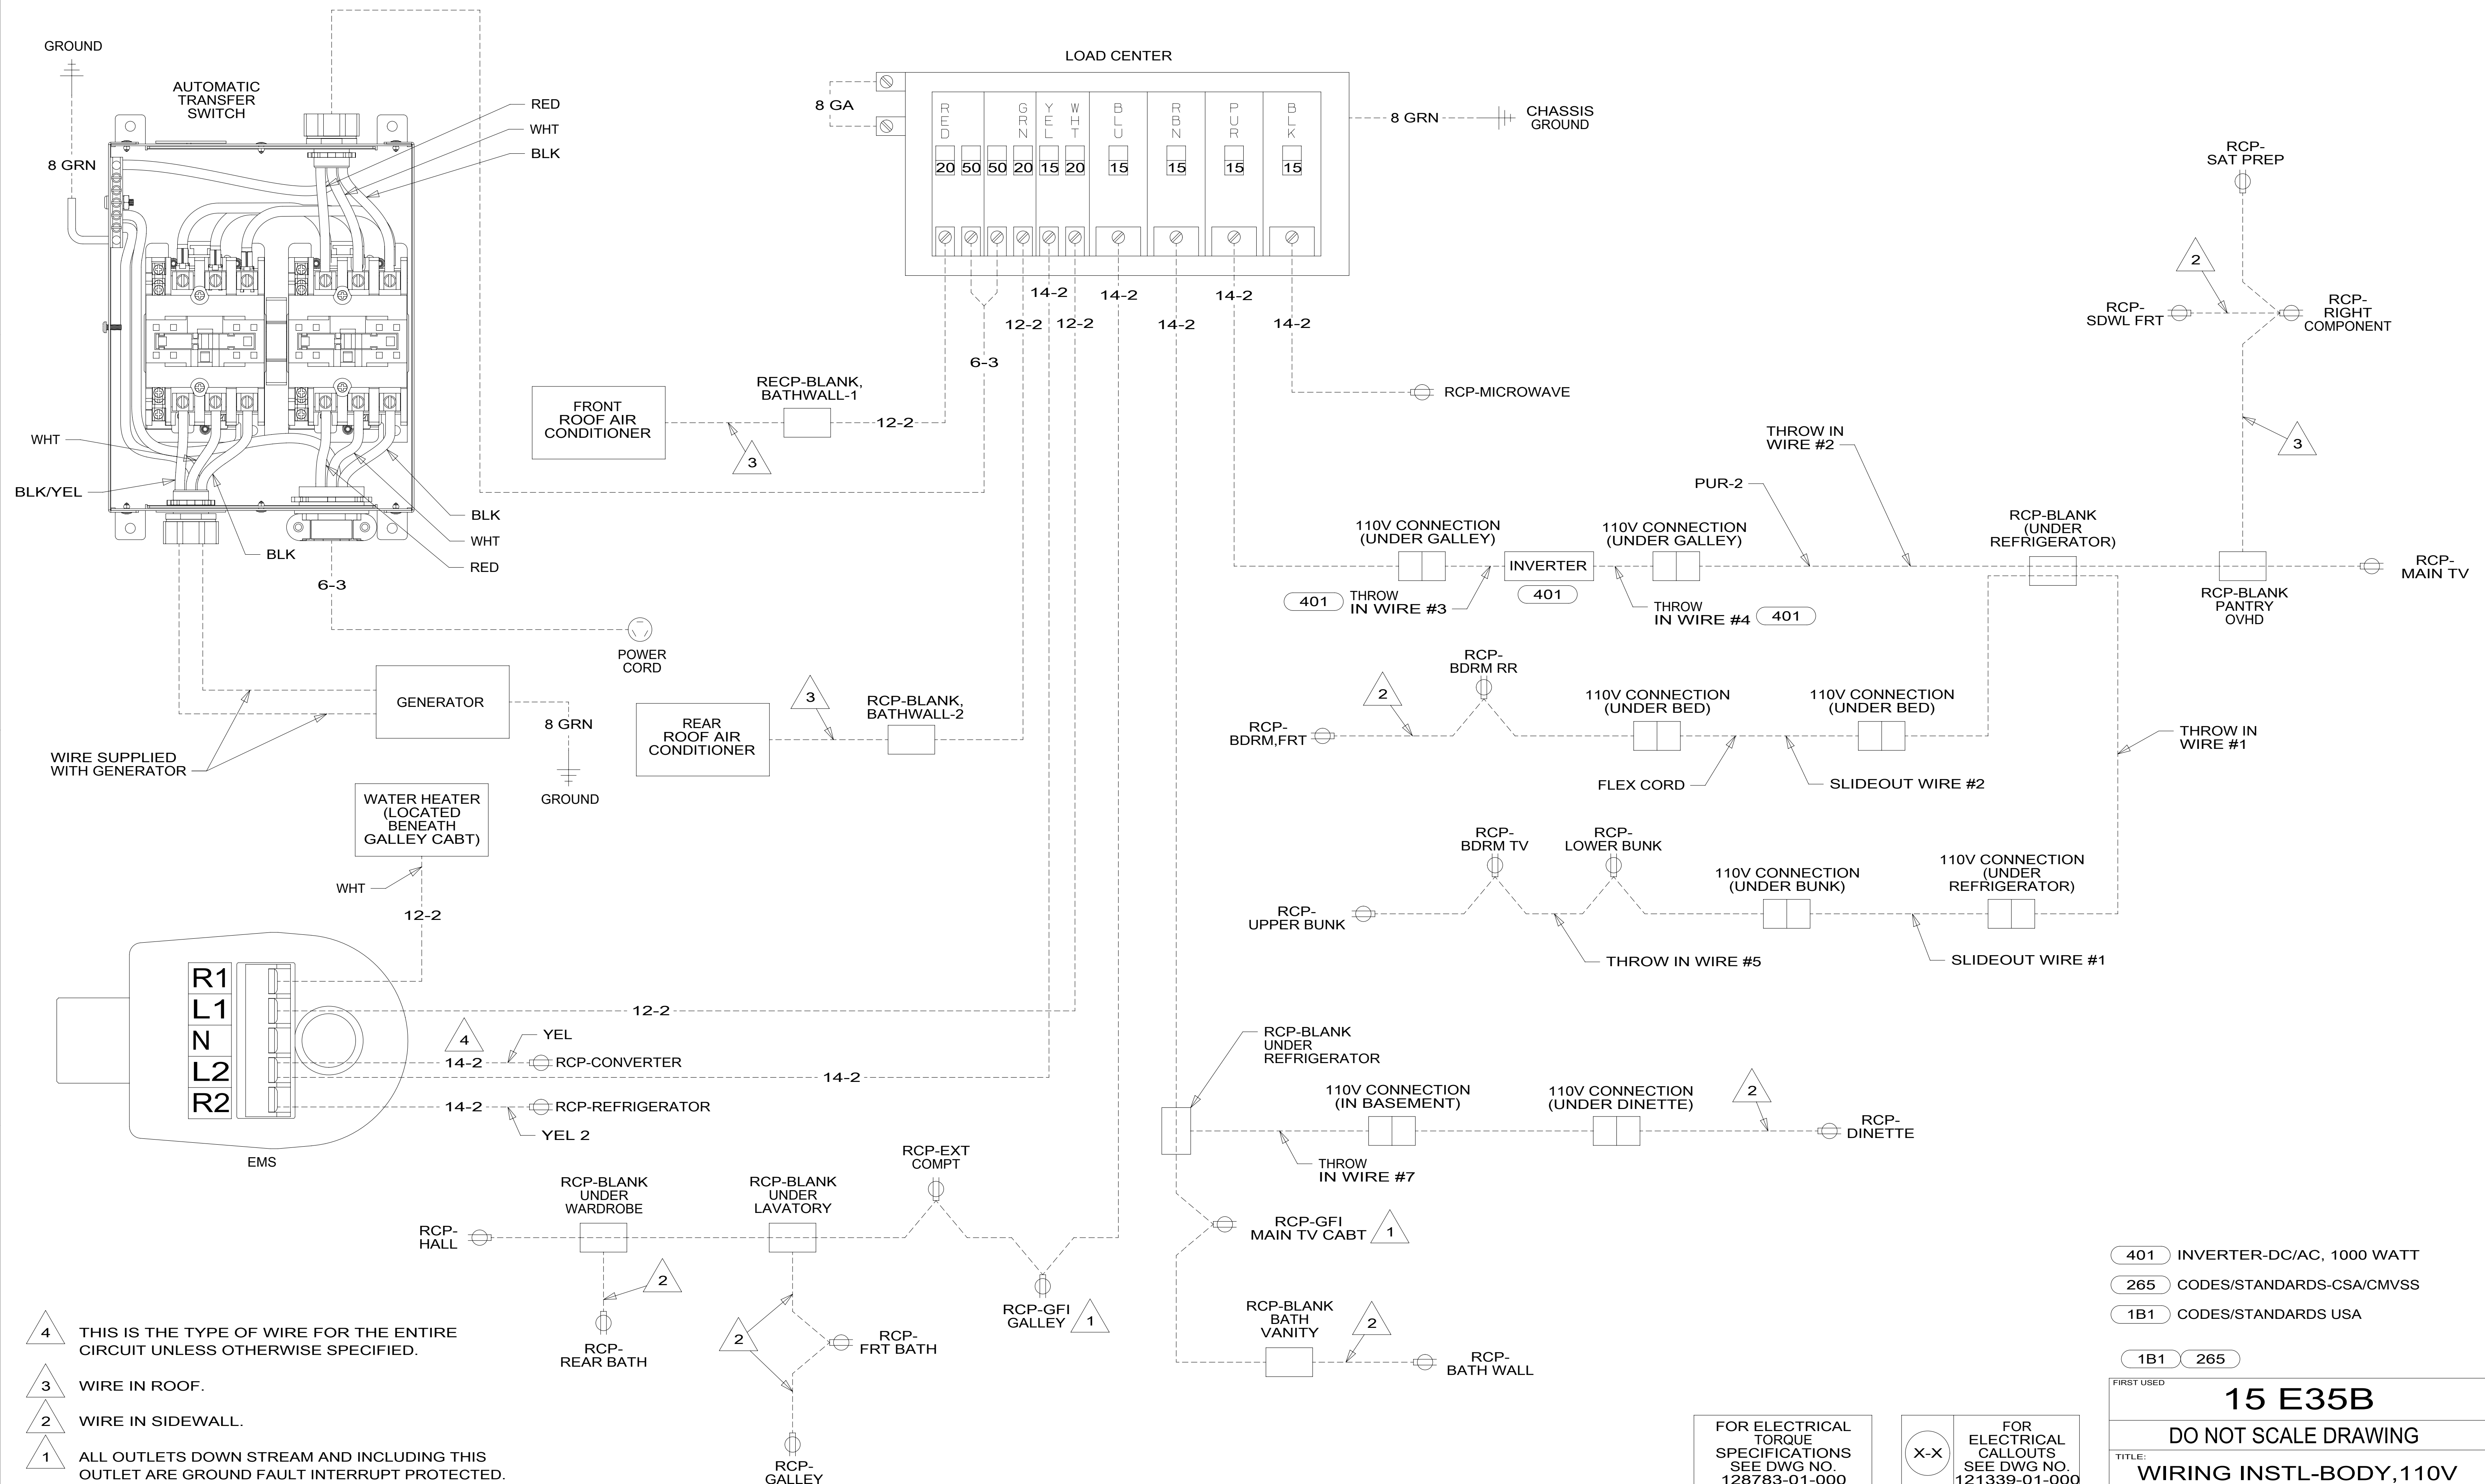 GROUND
AUTOMATIC
TRANSFER
SWITCH
8 GRN
RED
WHT
BLK
WHT
BLK/YEL
BLK
BLK
WHT
RED
6-3
POWER
CORD
GENERATOR
8 GRN
GROUND
WIRE SUPPLIED
WITH GENERATOR
LOAD CENTER
8 GA
RED
GRN
YEL
WHT
BLU
RBN
PUR
BLK
20 50 50 20 15 20 15 15 15 15
8 GRN
CHASSIS
GROUND
14-2
14-2
14-2
12-2
12-2
14-2
14-2
6-3
FRONT
ROOF AIR
CONDITIONER
3
RECP-BLANK,
BATHWALL-1
12-2
RCP-MICROWAVE
REAR
ROOF AIR
CONDITIONER
3
RCP-BLANK,
BATHWALL-2
RCP-
SAT PREP
2
RCP-
SDWL FRT
RCP-
RIGHT
COMPONENT
3
THROW IN
WIRE #2
PUR-2
110V CONNECTION
(UNDER GALLEY)
INVERTER
401
110V CONNECTION
(UNDER GALLEY)
401
THROW
IN WIRE #3
THROW
IN WIRE #4
401
RCP-BLANK
(UNDER
REFRIGERATOR)
RCP-BLANK
PANTRY
OVHD
RCP-
MAIN TV
RCP-
BDRM,FRT
2
RCP-
BDRM RR
110V CONNECTION
(UNDER BED)
110V CONNECTION
(UNDER BED)
FLEX CORD
SLIDEOUT WIRE #2
THROW IN
WIRE #1
RCP-
UPPER BUNK
RCP-
BDRM TV
RCP-
LOWER BUNK
110V CONNECTION
(UNDER BUNK)
110V CONNECTION
(UNDER
REFRIGERATOR)
THROW IN WIRE #5
SLIDEOUT WIRE #1
WATER HEATER
(LOCATED
BENEATH
GALLEY CABT)
WHT
12-2
R1
L1
N
L2
R2
EMS
12-2
4
YEL
14-2
RCP-CONVERTER
14-2
14-2
RCP-REFRIGERATOR
YEL 2
RCP-BLANK
UNDER
REFRIGERATOR
110V CONNECTION
(IN BASEMENT)
110V CONNECTION
(UNDER DINETTE)
2
RCP-
DINETTE
THROW
IN WIRE #7
RCP-GFI
MAIN TV CABT
1
RCP-BLANK
BATH
VANITY
2
RCP-
BATH WALL
RCP-
HALL
RCP-BLANK
UNDER
WARDROBE
RCP-BLANK
UNDER
LAVATORY
RCP-EXT
COMPT
2
RCP-
REAR BATH
2
RCP-
FRT BATH
RCP-
GALLEY
RCP-GFI
GALLEY
1
4 THIS IS THE TYPE OF WIRE FOR THE ENTIRE
CIRCUIT UNLESS OTHERWISE SPECIFIED.
3 WIRE IN ROOF.
2 WIRE IN SIDEWALL.
1 ALL OUTLETS DOWN STREAM AND INCLUDING THIS
OUTLET ARE GROUND FAULT INTERRUPT PROTECTED.
401 INVERTER-DC/AC, 1000 WATT
265 CODES/STANDARDS-CSA/CMVSS
1B1 CODES/STANDARDS USA
1B1 265
FOR ELECTRICAL
TORQUE
SPECIFICATIONS
SEE DWG NO.
128783-01-000
X-X
FOR
ELECTRICAL
CALLOUTS
SEE DWG NO.
121339-01-000
FIRST USED
15 E35B
DO NOT SCALE DRAWING
TITLE:
WIRING INSTL-BODY,110V